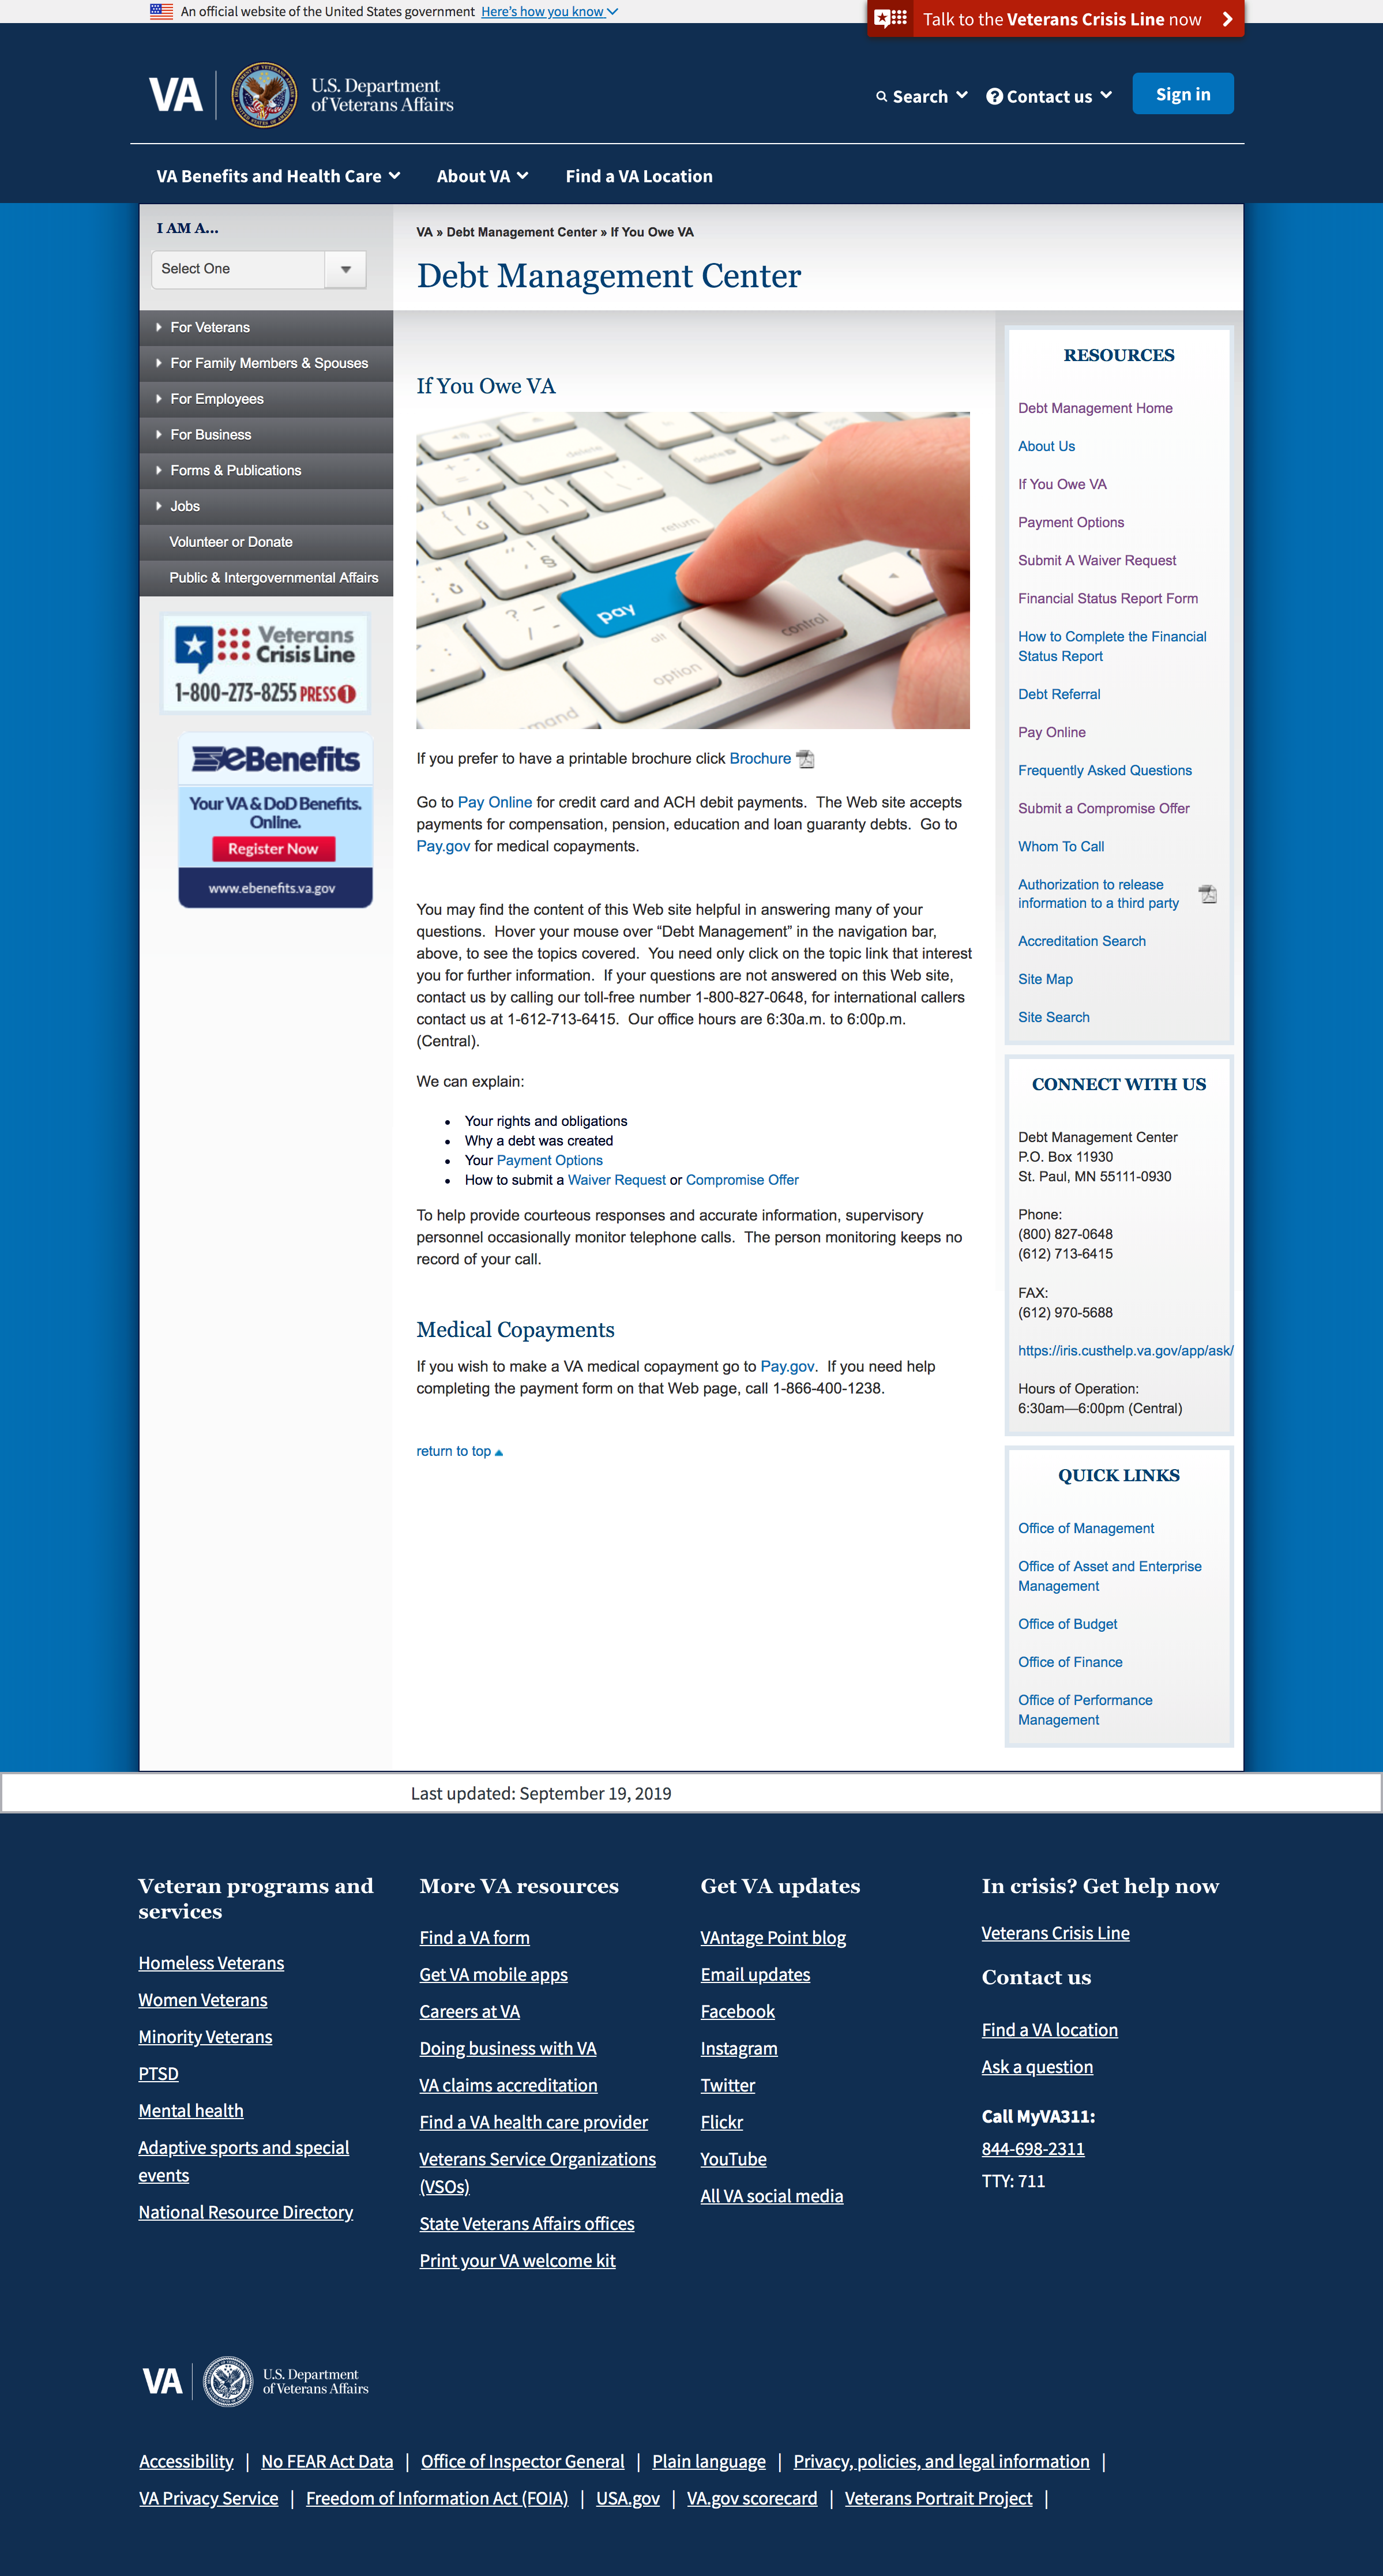 An official website of the United States government Here's how you know
Talk to the Veterans Crisis Line now
VA
U.S. Department
of Veterans Affairs
Search
Contact us
Sign in
VA Benefits and Health Care
About VA
Find a VA Location
I AM A...
Select One
For Veterans
For Family Members & Spouses
For Employees
For Business
Forms & Publications
Jobs
Volunteer or Donate
Public & Intergovernmental Affairs
Veterans
Crisis Line
1-800-273-8255 PRESS 1
eBenefits
Your VA & DoD Benefits.
Online.
Register Now
www.ebenefits.va.gov
VA » Debt Management Center » If You Owe VA
Debt Management Center
If You Owe VA
delete
return
pay
alt
control
option
If you prefer to have a printable brochure click Brochure
Go to Pay Online for credit card and ACH debit payments. The Web site accepts
payments for compensation, pension, education and loan guaranty debts. Go to
Pay.gov for medical copayments.
You may find the content of this Web site helpful in answering many of your
questions. Hover your mouse over “Debt Management” in the navigation bar,
above, to see the topics covered. You need only click on the topic link that interest
you for further information. If your questions are not answered on this Web site,
contact us by calling our toll-free number 1-800-827-0648, for international callers
contact us at 1-612-713-6415. Our office hours are 6:30a.m. to 6:00p.m.
(Central).
We can explain:
• Your rights and obligations
• Why a debt was created
• Your Payment Options
• How to submit a Waiver Request or Compromise Offer
To help provide courteous responses and accurate information, supervisory
personnel occasionally monitor telephone calls. The person monitoring keeps no
record of your call.
Medical Copayments
If you wish to make a VA medical copayment go to Pay.gov. If you need help
completing the payment form on that Web page, call 1-866-400-1238.
return to top
RESOURCES
Debt Management Home
About Us
If You Owe VA
Payment Options
Submit A Waiver Request
Financial Status Report Form
How to Complete the Financial
Status Report
Debt Referral
Pay Online
Frequently Asked Questions
Submit a Compromise Offer
Whom To Call
Authorization to release
information to a third party
Accreditation Search
Site Map
Site Search
CONNECT WITH US
Debt Management Center
P.O. Box 11930
St. Paul, MN 55111-0930
Phone:
(800) 827-0648
(612) 713-6415
FAX:
(612) 970-5688
https://iris.custhelp.va.gov/app/ask/
Hours of Operation:
6:30am—6:00pm (Central)
QUICK LINKS
Office of Management
Office of Asset and Enterprise
Management
Office of Budget
Office of Finance
Office of Performance
Management
Last updated: September 19, 2019
Veteran programs and
services
Homeless Veterans
Women Veterans
Minority Veterans
PTSD
Mental health
Adaptive sports and special
events
National Resource Directory
More VA resources
Find a VA form
Get VA mobile apps
Careers at VA
Doing business with VA
VA claims accreditation
Find a VA health care provider
Veterans Service Organizations
(VSOs)
State Veterans Affairs offices
Print your VA welcome kit
Get VA updates
VAntage Point blog
Email updates
Facebook
Instagram
Twitter
Flickr
YouTube
All VA social media
In crisis? Get help now
Veterans Crisis Line
Contact us
Find a VA location
Ask a question
Call MyVA311:
844-698-2311
TTY: 711
VA
U.S. Department
of Veterans Affairs
Accessibility | No FEAR Act Data | Office of Inspector General | Plain language | Privacy, policies, and legal information |
VA Privacy Service | Freedom of Information Act (FOIA) | USA.gov | VA.gov scorecard | Veterans Portrait Project |